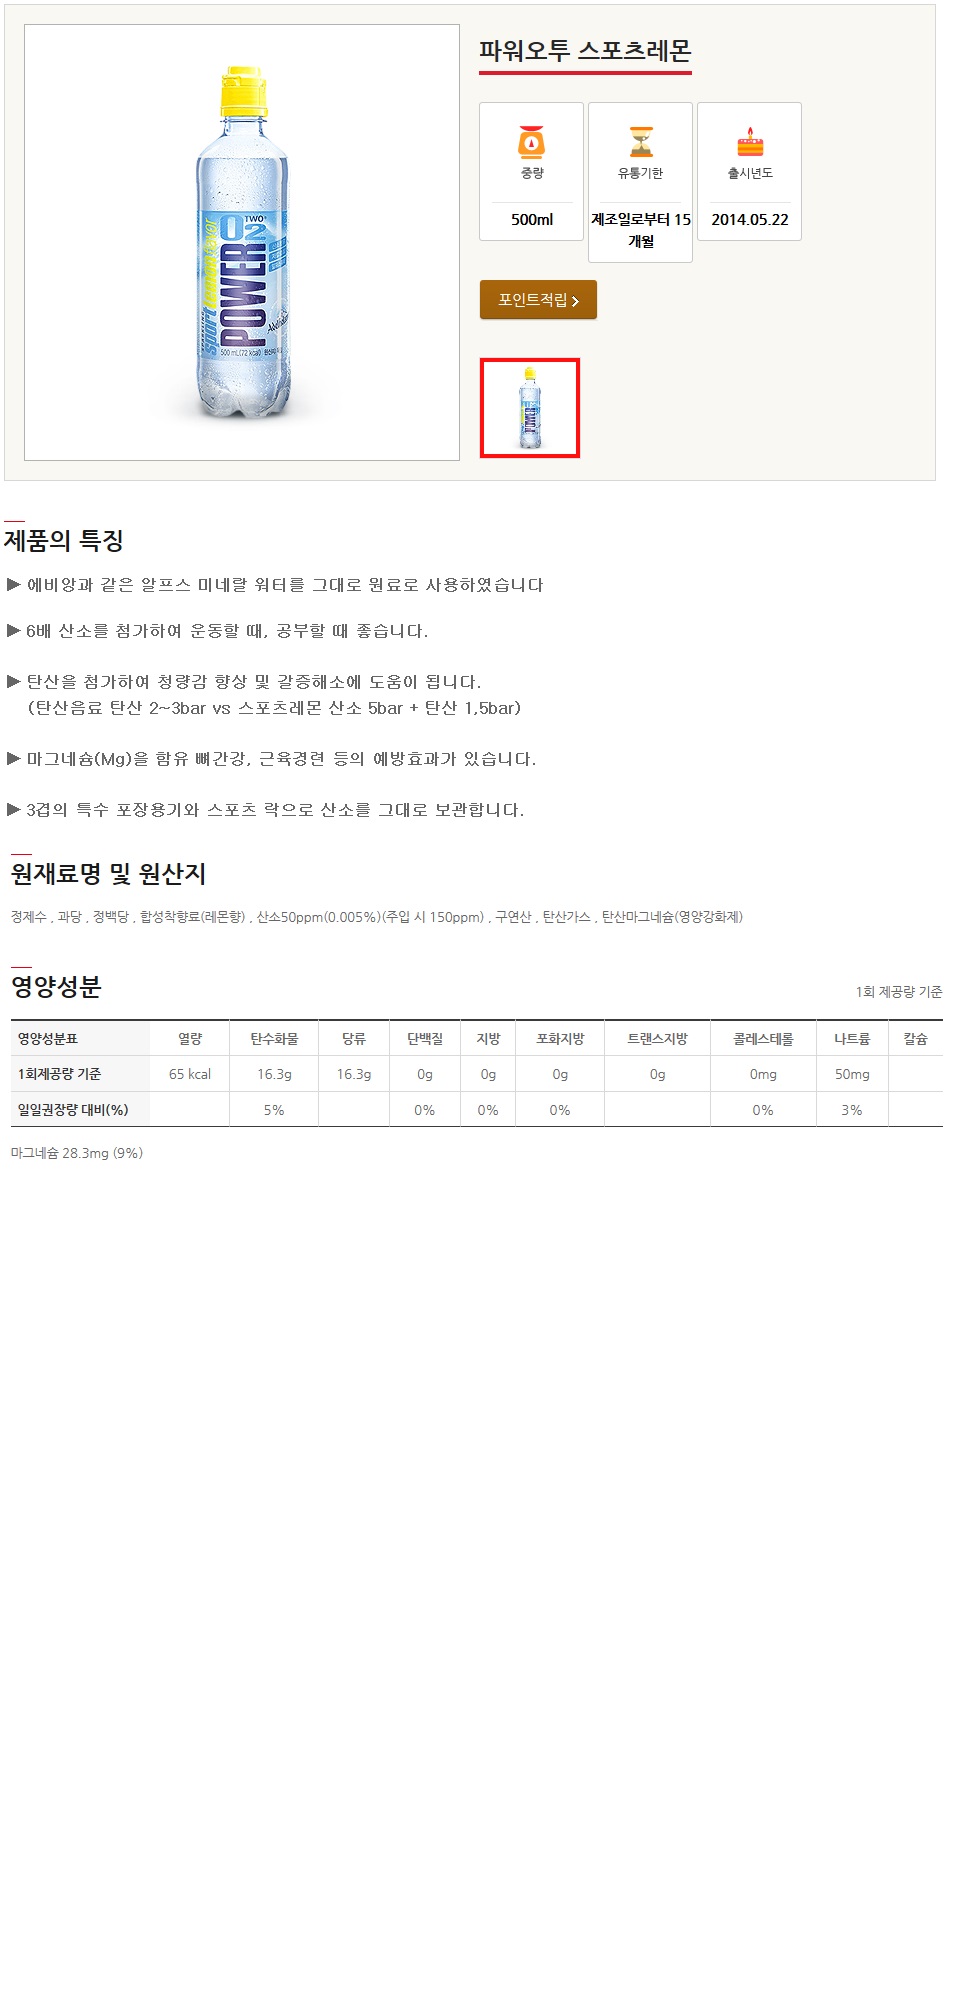 파워오투 스포츠레몬
중량
500ml
유통기한
제조일로부터 15
개월
출시년도
2014.05.22
포인트적립
O2
TWO
POWER
sport lemon flavor
500 mL(72 kcal)
POWER
제품의 특징
▶ 에비앙과 같은 알프스 미네랄 워터를 그대로 원료로 사용하였습니다
▶ 6배 산소를 첨가하여 운동할 때, 공부할 때 좋습니다.
▶ 탄산을 첨가하여 청량감 향상 및 갈증해소에 도움이 됩니다.
(탄산음료 탄산 2~3bar vs 스포츠레몬 산소 5bar + 탄산 1,5bar)
▶ 마그네슘(Mg)을 함유 뼈간강, 근육경련 등의 예방효과가 있습니다.
▶ 3겹의 특수 포장용기와 스포츠 락으로 산소를 그대로 보관합니다.
원재료명 및 원산지
정제수 , 과당 , 정백당 , 합성착향료(레몬향) , 산소50ppm(0.005%)(주입 시 150ppm) , 구연산 , 탄산가스 , 탄산마그네슘(영양강화제)
영양성분
1회 제공량 기준
영양성분표 열량 탄수화물 당류 단백질 지방 포화지방 트랜스지방 콜레스테롤 나트륨 칼슘
1회제공량 기준 65 kcal 16.3g 16.3g 0g 0g 0g 0g 0mg 50mg
일일권장량 대비(%) 5% 0% 0% 0% 0% 3%
마그네슘 28.3mg (9%)